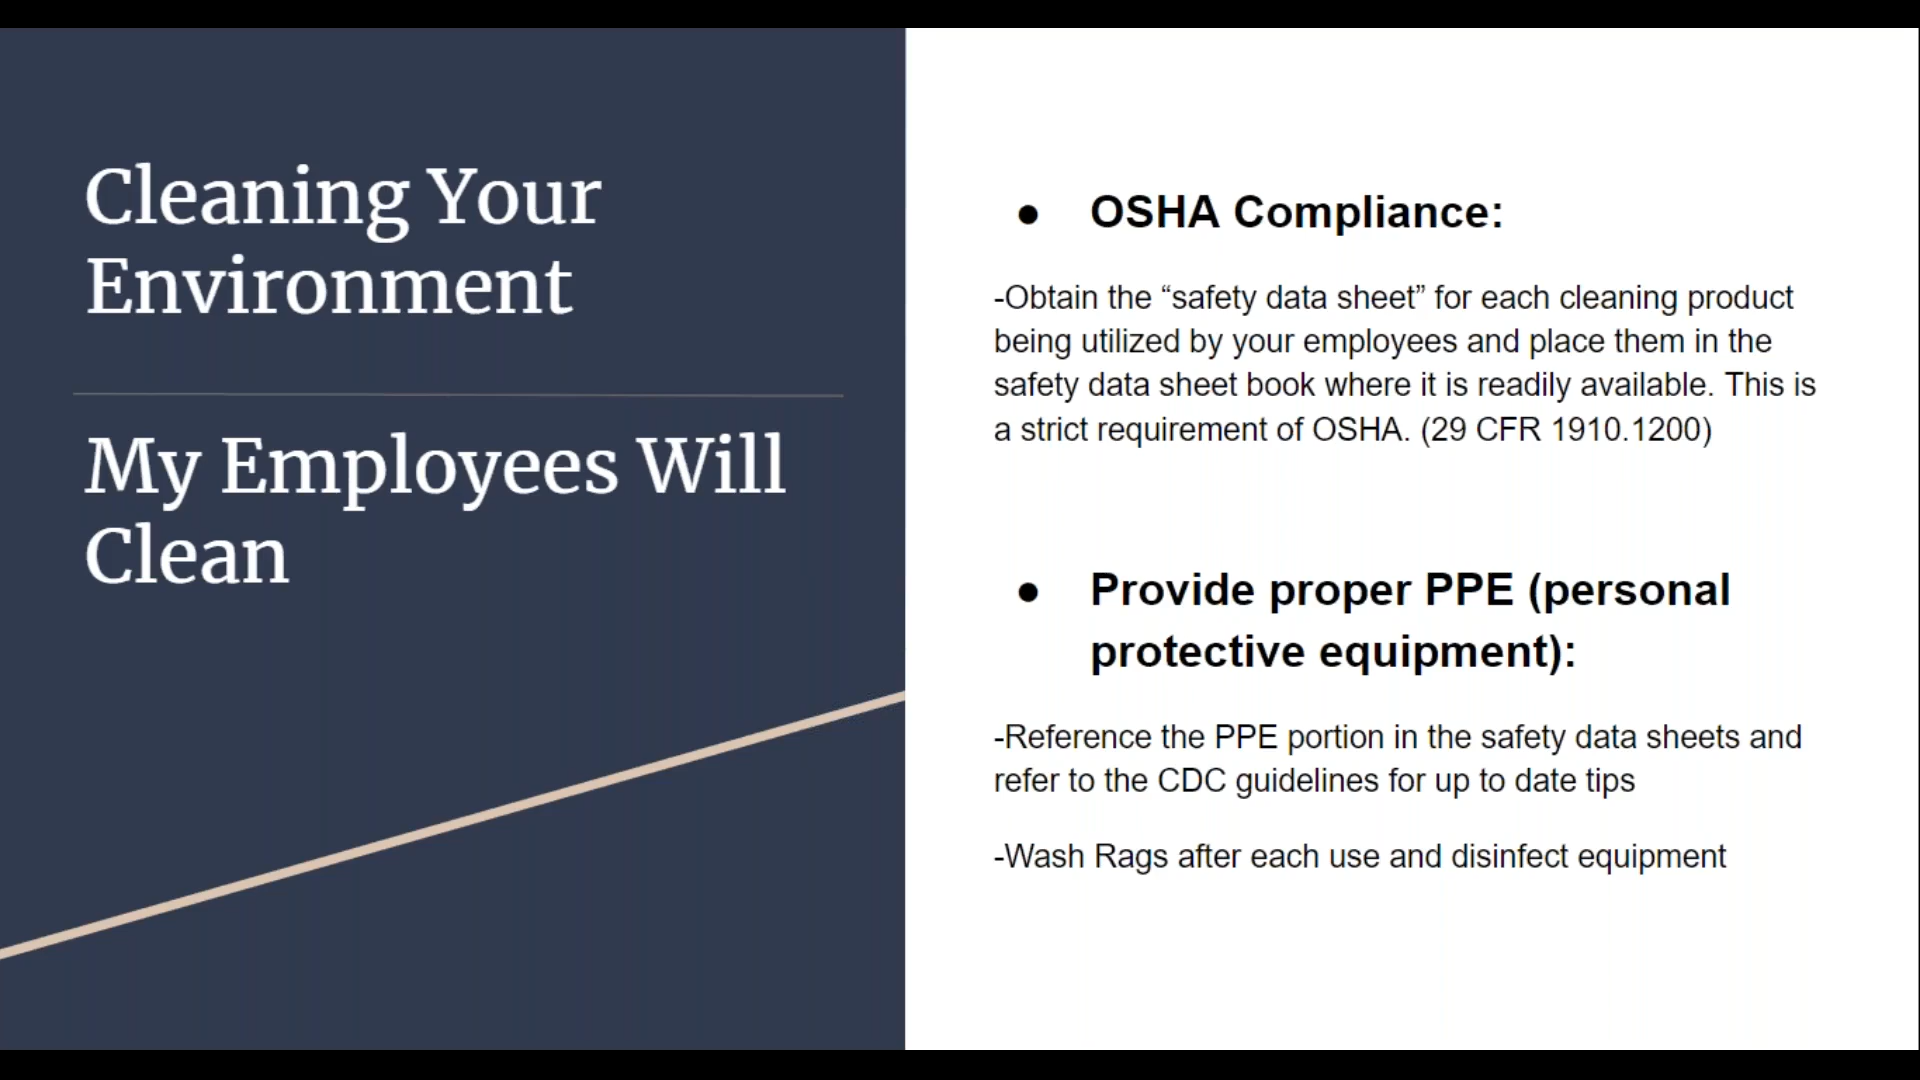 Cleaning Your
Environment
My Employees Will
Clean
● OSHA Compliance:
-Obtain the “safety data sheet” for each cleaning product
being utilized by your employees and place them in the
safety data sheet book where it is readily available. This is
a strict requirement of OSHA. (29 CFR 1910.1200)
● Provide proper PPE (personal
protective equipment):
-Reference the PPE portion in the safety data sheets and
refer to the CDC guidelines for up to date tips
-Wash Rags after each use and disinfect equipment